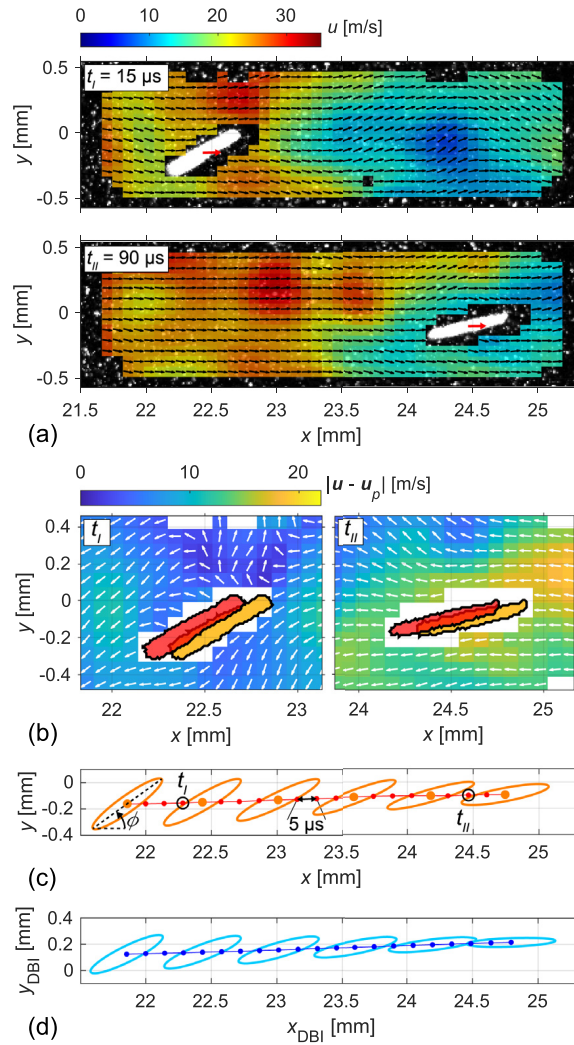 0 10 20 30 u [m/s]
0.5
t_I = 15 µs
y [mm]
0
-0.5
0.5
t_II = 90 µs
y [mm]
0
-0.5
21.5 22 22.5 23 23.5 24 24.5 25
(a) x [mm]
0 10 20 |u - u_p| [m/s]
0.4 t_I t_II
0.2
y [mm]
0
-0.2
-0.4
22 22.5 23 24 24.5 25
(b) x [mm] x [mm]
0 t_I
y [mm]
-0.2
-0.4 ϕ 5 µs t_II
22 22.5 23 23.5 24 24.5 25
(c) x [mm]
y_DBI [mm]
0.4
0.2
0
22 22.5 23 23.5 24 24.5 25
(d) x_DBI [mm]